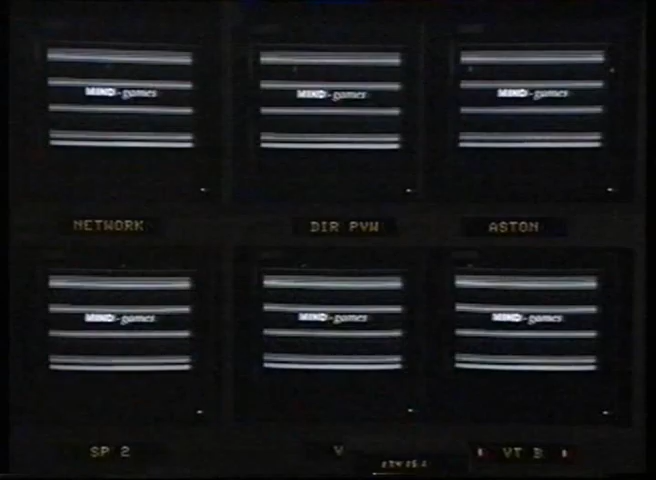 MIND-games MIND-games MIND-games
NETWORK DIR PVW ASTON
MIND-games MIND-games MIND-games
SP 2 V VT B